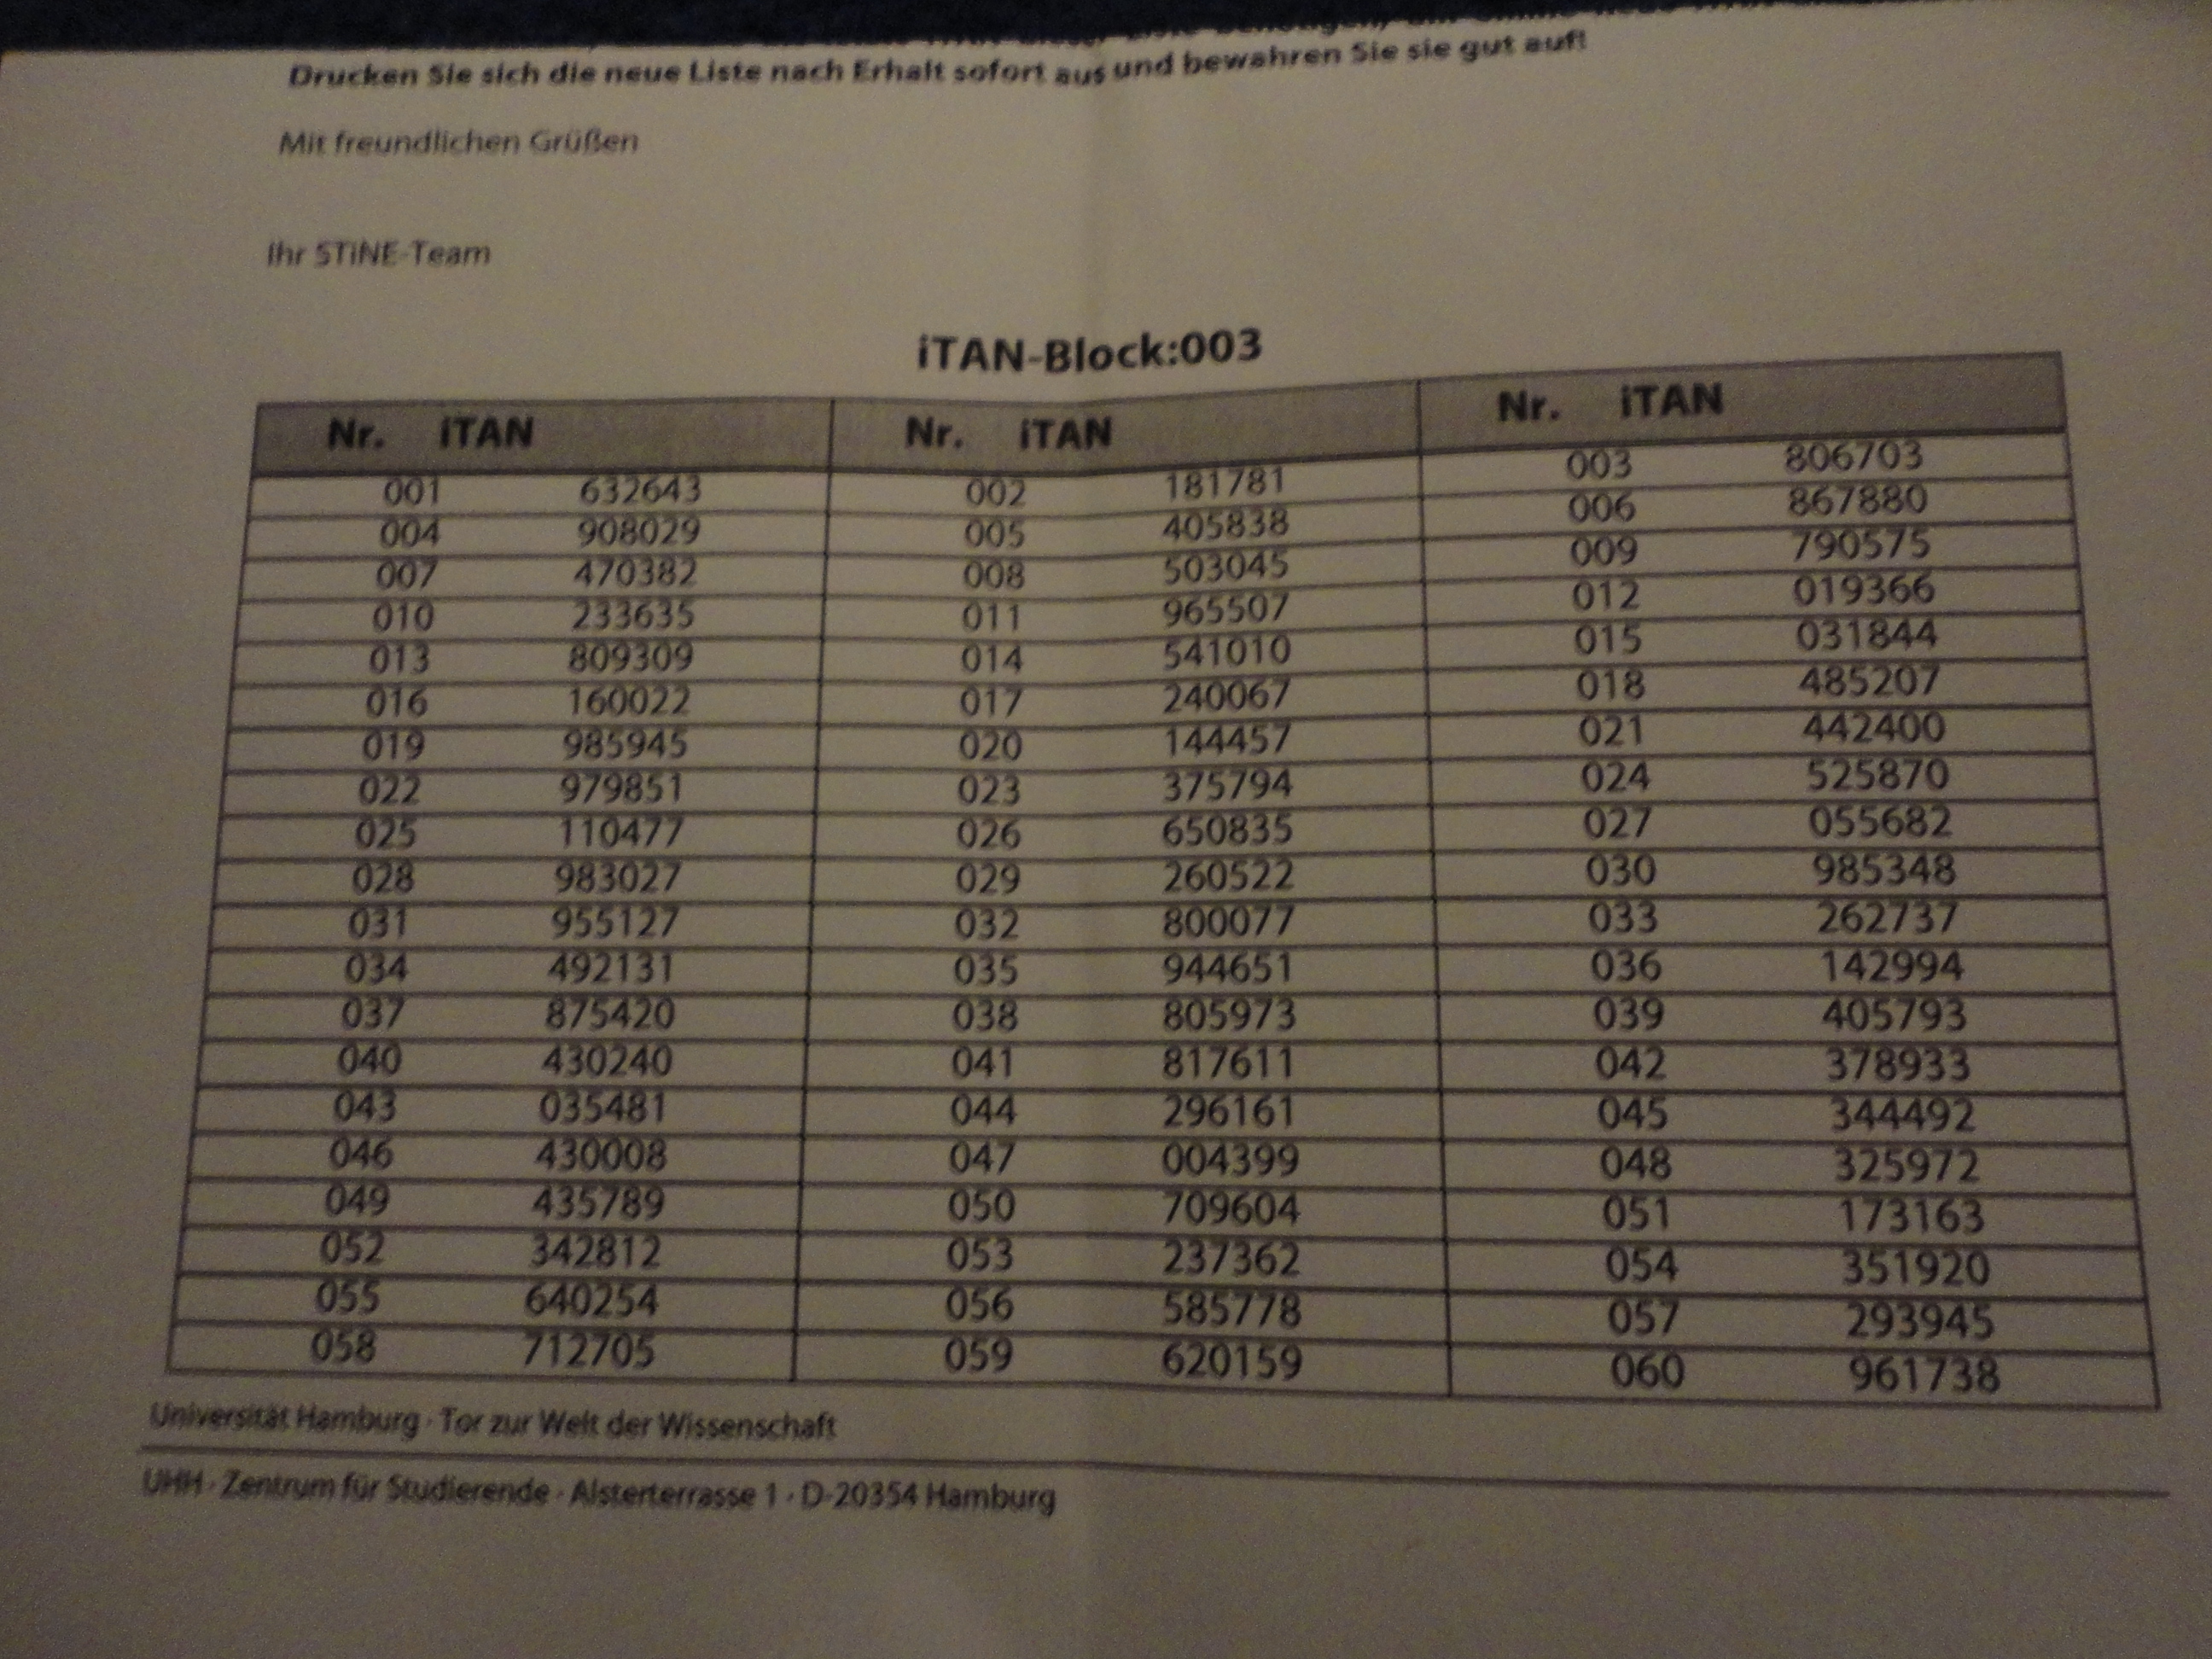 Drucken Sie sich die neue Liste nach Erhalt sofort aus und bewahren Sie sie gut auf!
Mit freundlichen Grüßen
Ihr STiNE-Team
iTAN-Block:003
Nr. iTAN Nr. iTAN Nr. iTAN
001 632643 002 181781 003 806703
004 908029 005 405838 006 867880
007 470382 008 503045 009 790575
010 233635 011 965507 012 019366
013 809309 014 541010 015 031844
016 160022 017 240067 018 485207
019 985945 020 144457 021 442400
022 979851 023 375794 024 525870
025 110477 026 650835 027 055682
028 983027 029 260522 030 985348
031 955127 032 800077 033 262737
034 492131 035 944651 036 142994
037 875420 038 805973 039 405793
040 430240 041 817611 042 378933
043 035481 044 296161 045 344492
046 430008 047 004399 048 325972
049 435789 050 709604 051 173163
052 342812 053 237362 054 351920
055 640254 056 585778 057 293945
058 712705 059 620159 060 961738
Universität Hamburg · Tor zur Welt der Wissenschaft
UHH · Zentrum für Studierende · Alsterterrasse 1 · D-20354 Hamburg